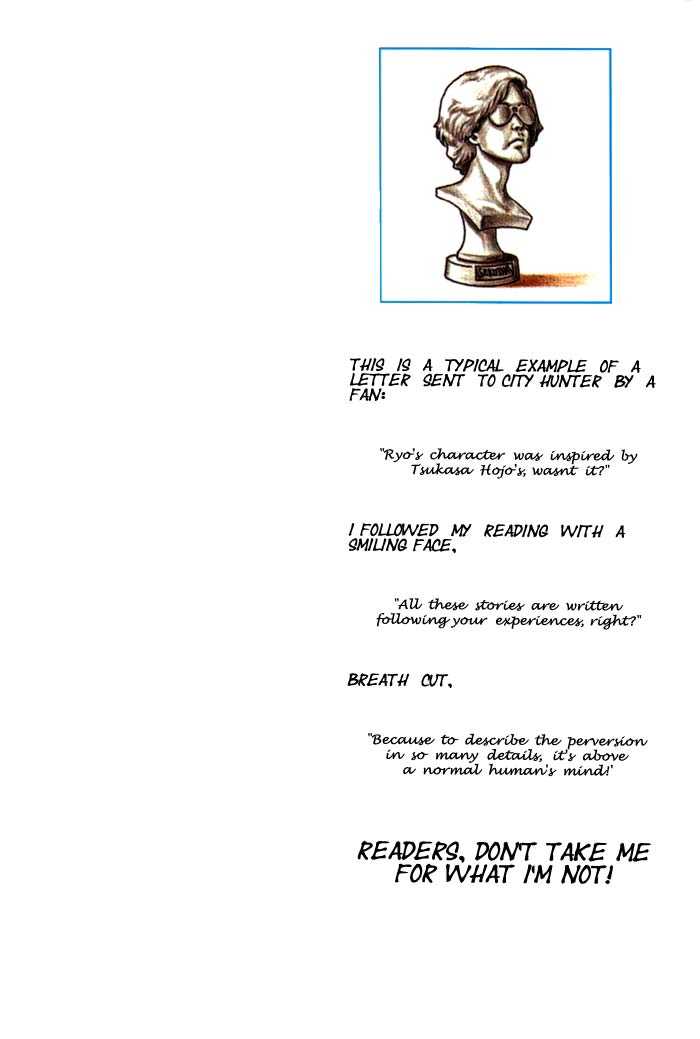 THIS IS A TYPICAL EXAMPLE OF A
LETTER SENT TO CITY HUNTER BY A
FAN:
"Ryo's character was inspired by
Tsukasa Hojo's, wasnt it?"
I FOLLOWED MY READING WITH A
SMILING FACE,
"All these stories are written
following your experiences, right?"
BREATH CUT,
"Because to describe the perversion
in so many details, it's above
a normal human's mind!'
READERS, DON'T TAKE ME
FOR WHAT I'M NOT!